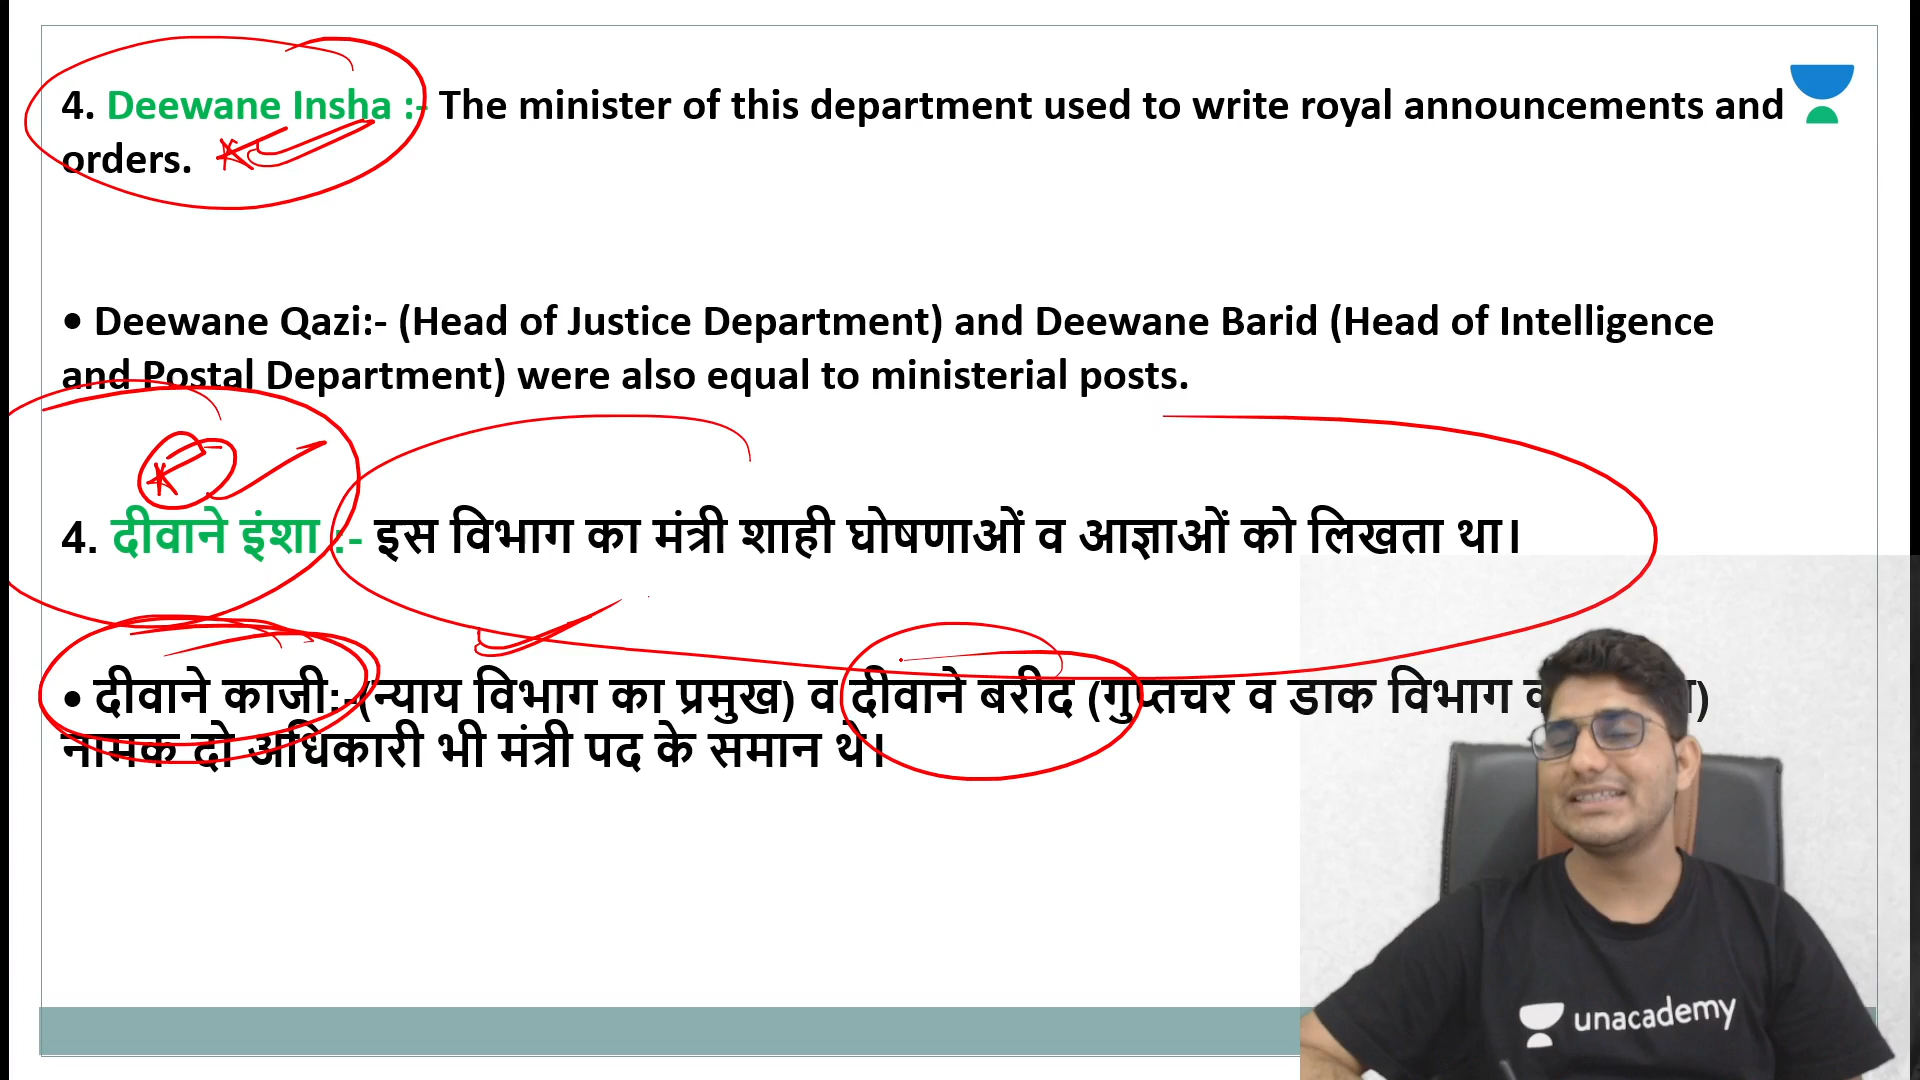 4. Deewane Insha :- The minister of this department used to write royal announcements and
orders.
• Deewane Qazi:- (Head of Justice Department) and Deewane Barid (Head of Intelligence
and Postal Department) were also equal to ministerial posts.
4. दीवाने इंशा :- इस विभाग का मंत्री शाही घोषणाओं व आज्ञाओं को लिखता था।
• दीवाने काजी:-(न्याय विभाग का प्रमुख) व दीवाने बरीद (गुप्तचर व डाक विभाग
नामक दो अधिकारी भी मंत्री पद के समान थे।
unacademy